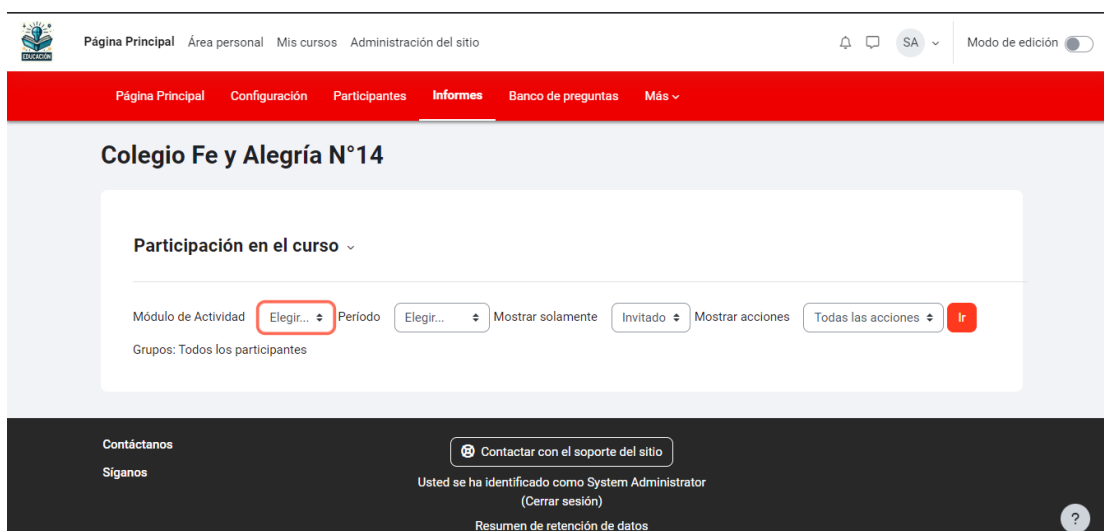 EDUCACIÓN
Página Principal Área personal Mis cursos Administración del sitio SA Modo de edición
Página Principal Configuración Participantes Informes Banco de preguntas Más
Colegio Fe y Alegría N°14
Participación en el curso
Módulo de Actividad Elegir... Período Elegir... Mostrar solamente Invitado Mostrar acciones Todas las acciones Ir
Grupos: Todos los participantes
Contáctanos
Síganos
Contactar con el soporte del sitio
Usted se ha identificado como System Administrator
(Cerrar sesión)
Resumen de retención de datos
?